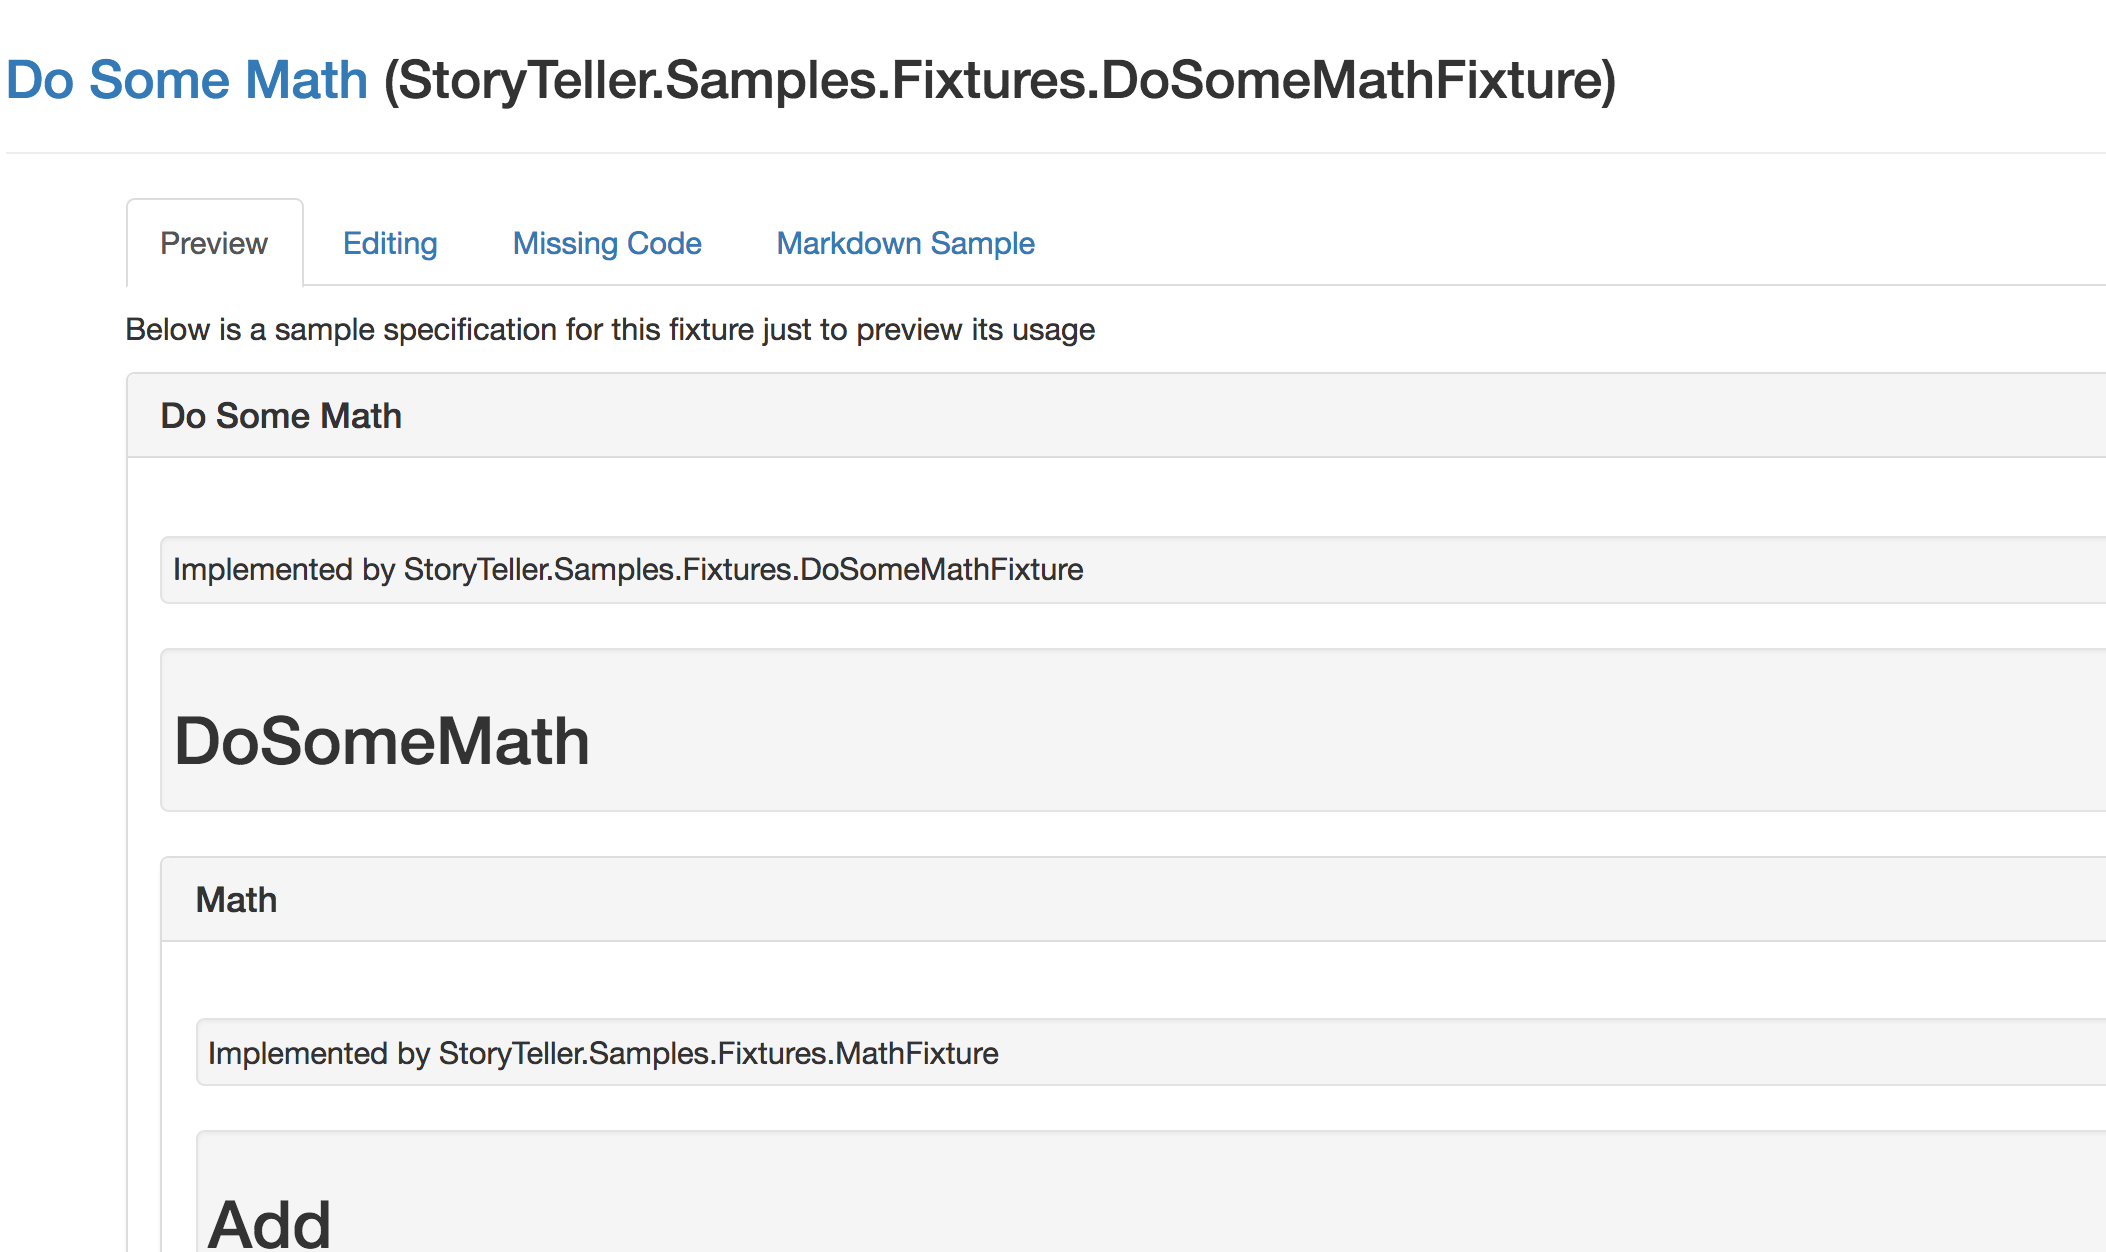 Do Some Math (StoryTeller.Samples.Fixtures.DoSomeMathFixture)
Preview Editing Missing Code Markdown Sample
Below is a sample specification for this fixture just to preview its usage
Do Some Math
Implemented by StoryTeller.Samples.Fixtures.DoSomeMathFixture
DoSomeMath
Math
Implemented by StoryTeller.Samples.Fixtures.MathFixture
Add